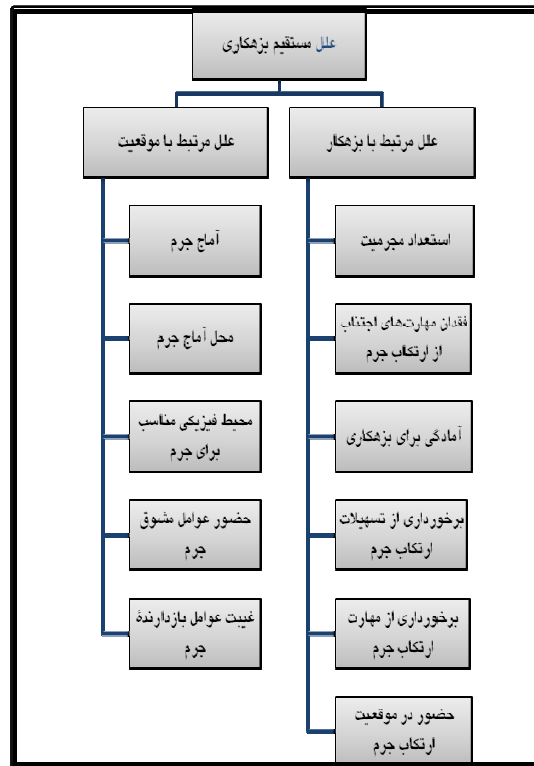 علل مستقیم بزهکاری
علل مرتبط با بزهکار
استعداد مجرمیت
فقدان مهارت‌های اجتناب
از ارتکاب جرم
آمادگی برای بزهکاری
برخورداری از تسهیلات
ارتکاب جرم
برخورداری از مهارت
ارتکاب جرم
حضور در موقعیت
ارتکاب جرم
علل مرتبط با موقعیت
آماج جرم
محل آماج جرم
محیط فیزیکی مناسب
برای جرم
حضور عوامل مشوق
جرم
غیبت عوامل بازدارندۀ
جرم